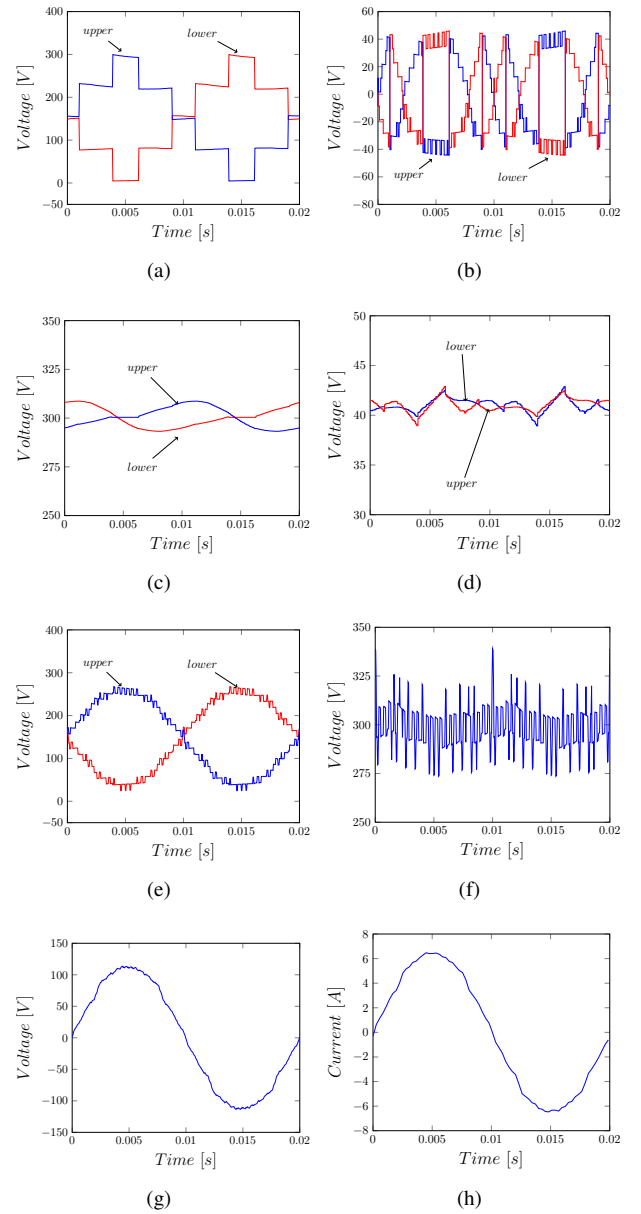 400
350
300
200
100
0
−50
0
0.005
0.01
0.015
0.02
Voltage [V]
Time [s]
upper
lower
(a)
80
60
40
20
0
−20
−40
−60
−80
0
0.005
0.01
0.015
0.02
Voltage [V]
Time [s]
upper
lower
(b)
350
325
300
275
250
0
0.005
0.01
0.015
0.02
Voltage [V]
Time [s]
upper
lower
(c)
50
45
40
35
30
0
0.005
0.01
0.015
0.02
Voltage [V]
Time [s]
lower
upper
(d)
400
300
200
100
0
−50
0
0.005
0.01
0.015
0.02
Voltage [V]
Time [s]
upper
lower
(e)
350
325
300
275
250
0
0.005
0.01
0.015
0.02
Voltage [V]
Time [s]
(f)
150
100
50
0
−50
−100
−150
0
0.005
0.01
0.015
0.02
Voltage [V]
Time [s]
(g)
8
6
4
2
0
−2
−4
−6
−8
0
0.005
0.01
0.015
0.02
Current [A]
Time [s]
(h)